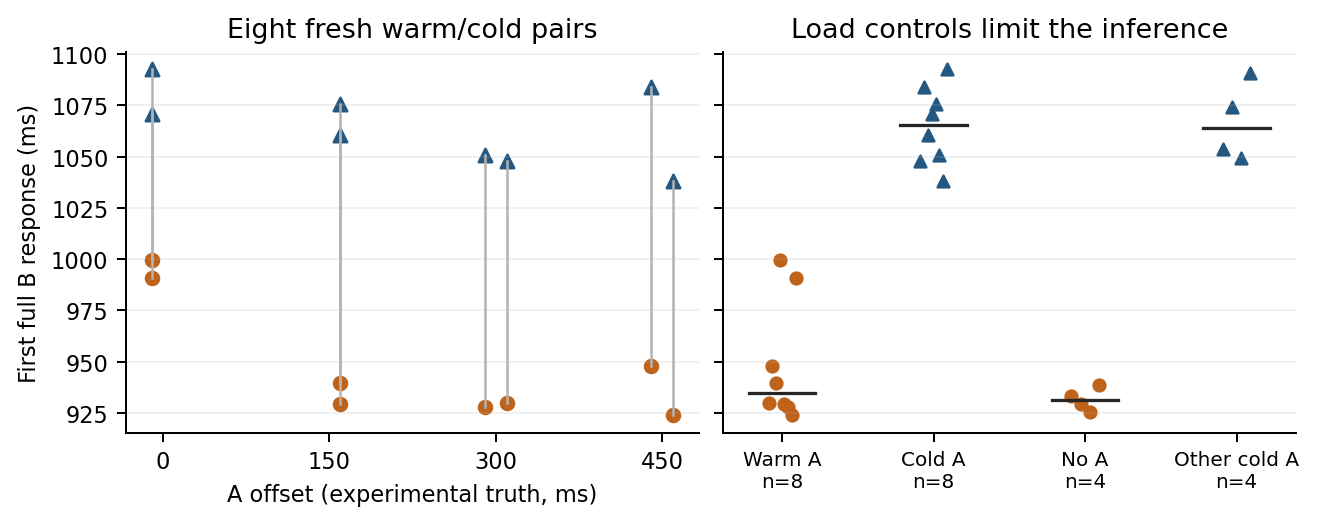 Eight fresh warm/cold pairs
First full B response (ms)
1100
1075
1050
1025
1000
975
950
925
0
150
300
450
A offset (experimental truth, ms)
Load controls limit the inference
Warm A
n=8
Cold A
n=8
No A
n=4
Other cold A
n=4